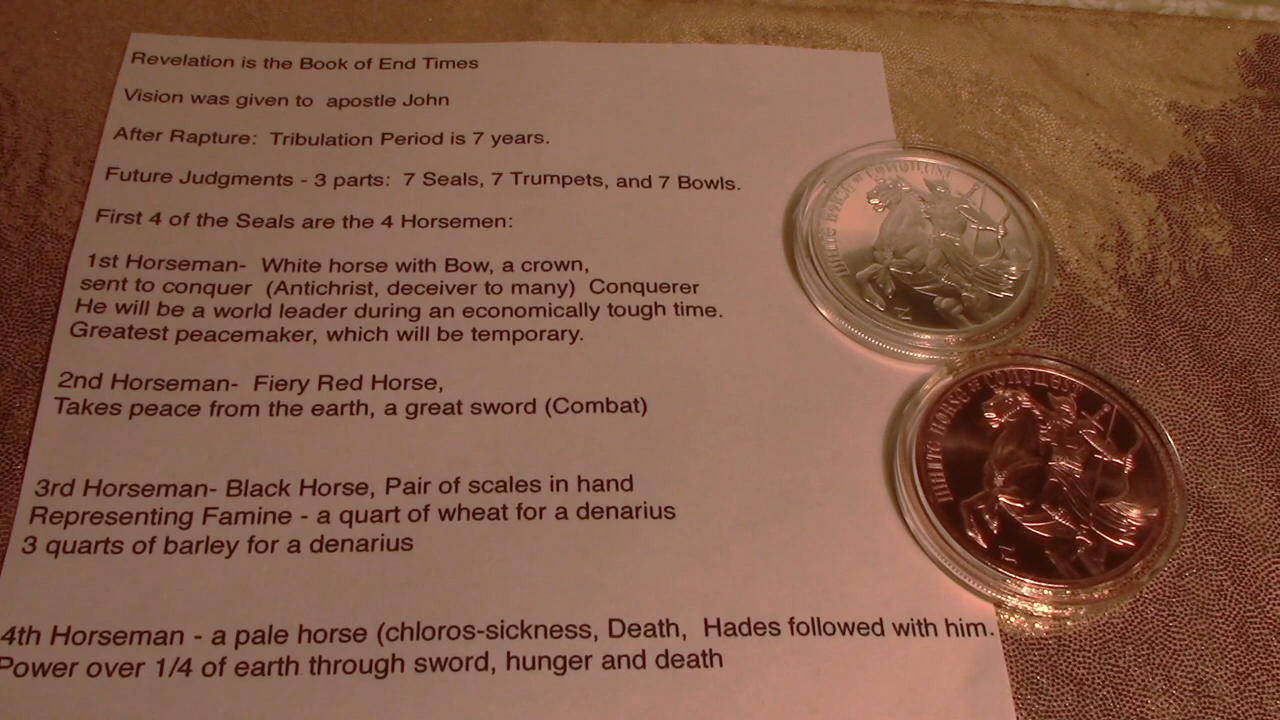 Revelation is the Book of End Times
Vision was given to apostle John
After Rapture: Tribulation Period is 7 years.
Future Judgments - 3 parts: 7 Seals, 7 Trumpets, and 7 Bowls.
First 4 of the Seals are the 4 Horsemen:
1st Horseman- White horse with Bow, a crown,
sent to conquer (Antichrist, deceiver to many) Conquerer
He will be a world leader during an economically tough time.
Greatest peacemaker, which will be temporary.
2nd Horseman- Fiery Red Horse,
Takes peace from the earth, a great sword (Combat)
3rd Horseman- Black Horse, Pair of scales in hand
Representing Famine - a quart of wheat for a denarius
3 quarts of barley for a denarius
4th Horseman - a pale horse (chloros-sickness, Death, Hades followed with him.
Power over 1/4 of earth through sword, hunger and death
WHITE HORSE CONQUEST
WHITE HORSE CONQUEST